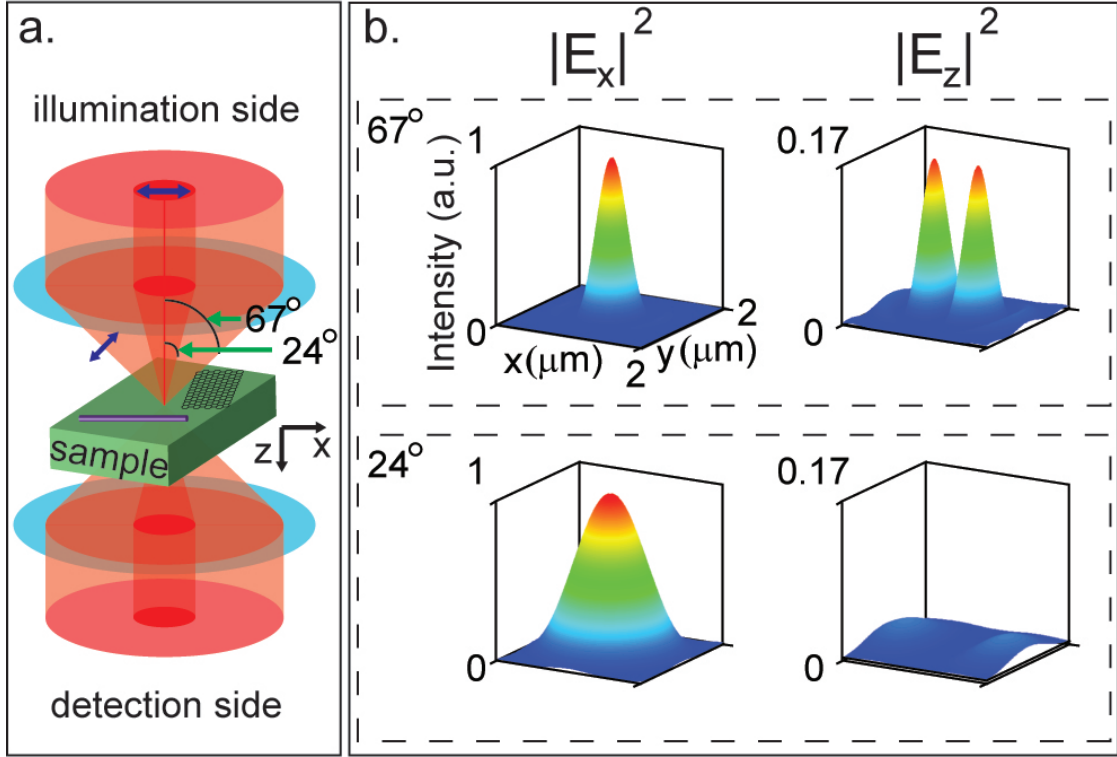 a.
illumination side
67°
24°
sample
z
x
detection side
b.
|Eₓ|²
|E_z|²
67°
Intensity (a.u.)
1
0
x(μm)
2
y(μm)
2
0.17
0
24°
1
0
0.17
0